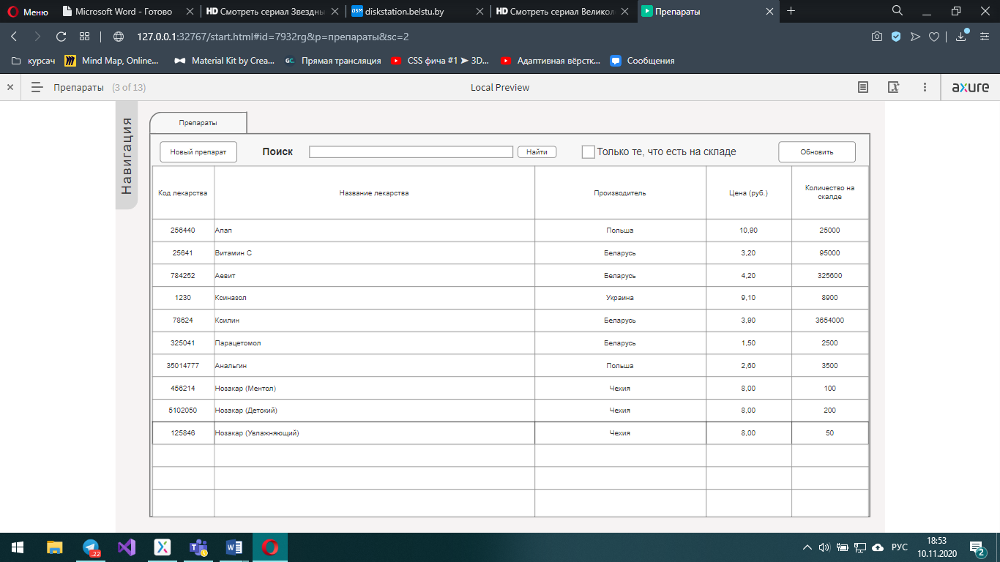 Меню
Microsoft Word - Готово
HD Смотреть сериал Звездны
DSM diskstation.belstu.by
HD Смотреть сериал Великол
Препараты
127.0.0.1:32767/start.html#id=7932rg&p=препараты&sc=2
курсач
Mind Map, Online...
Material Kit by Crea...
GC. Прямая трансляция
CSS фича #1 ➤ 3D...
Адаптивная вёрстк...
Сообщения
Препараты (3 of 13)
Local Preview
axure
Навигация
Препараты
Новый препарат
Поиск
Найти
Только те, что есть на складе
Обновить
Код лекарства
Название лекарства
Производитель
Цена (руб.)
Количество на
скалде
256440 Апап Польша 10,90 25000
25641 Витамин С Беларусь 3,20 95000
784252 Аевит Беларусь 4,20 325600
1230 Ксиназол Украина 9,10 8900
78624 Ксилин Беларусь 3,90 3654000
325041 Парацетомол Беларусь 1,50 2500
35014777 Анальгин Польша 2,60 3500
456214 Нозакар (Ментол) Чехия 8,00 100
5102050 Нозакар (Детский) Чехия 8,00 200
125846 Нозакар (Увлажняющий) Чехия 8,00 50
22
РУС
18:53
10.11.2020
2